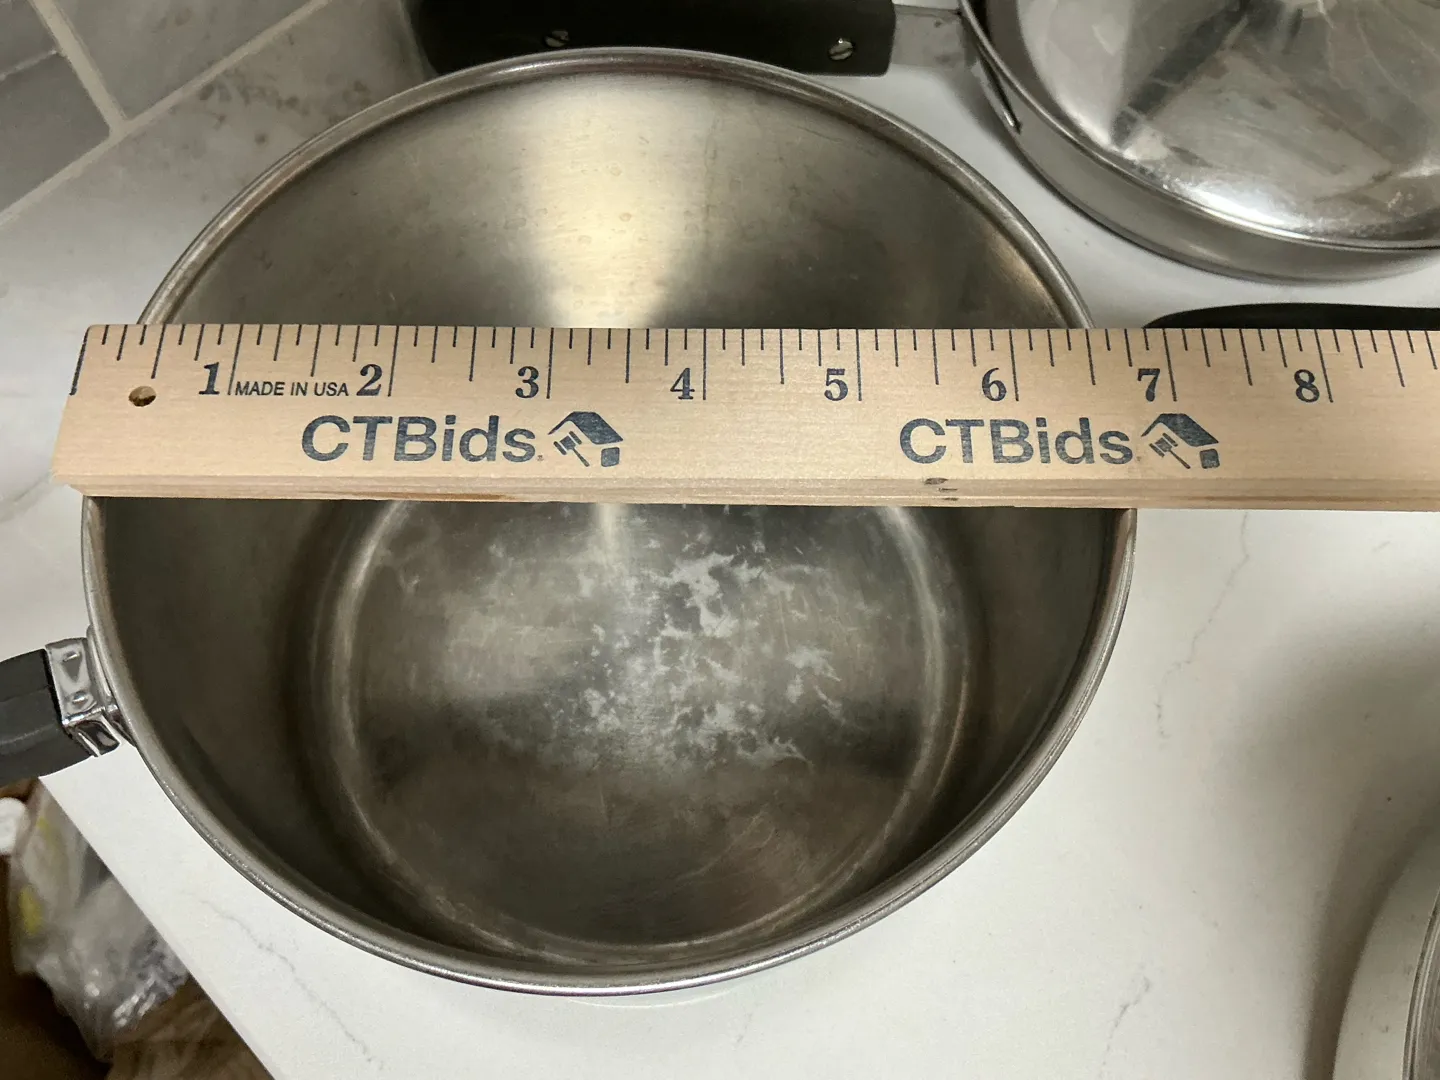 1 MADE IN USA 2 3 4 5 6 7 8
CTBids. CTBids.